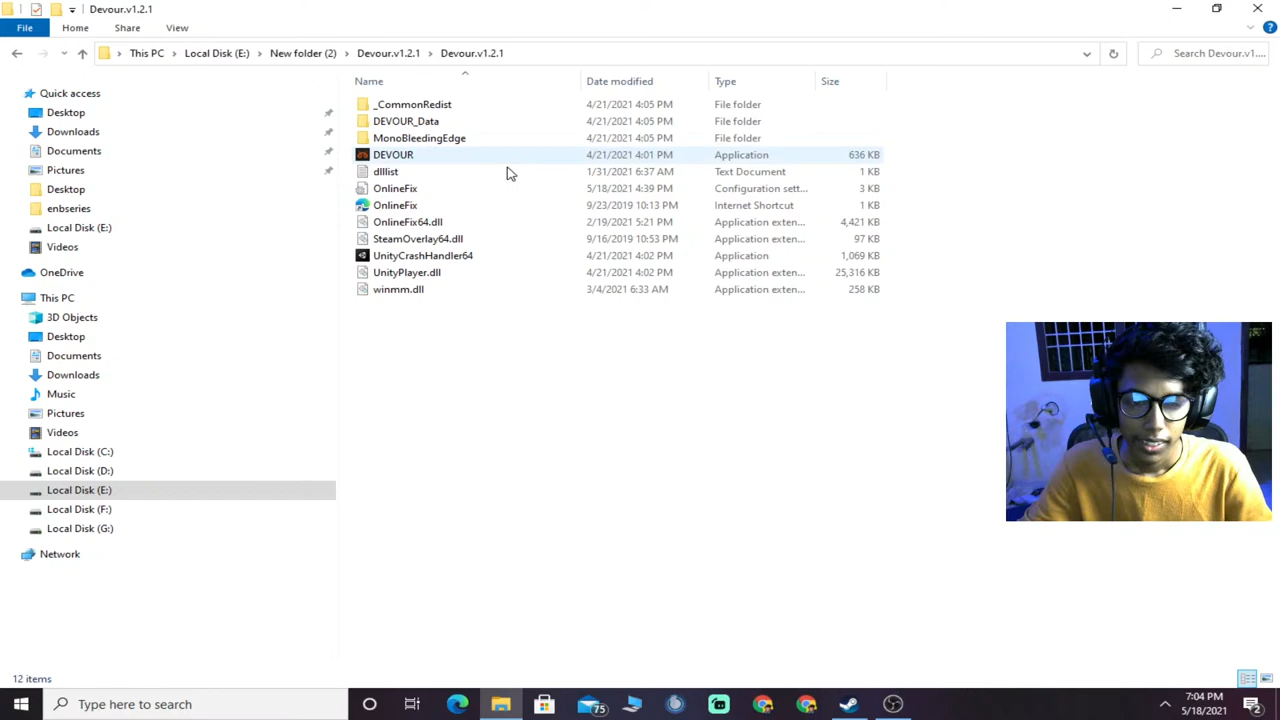 Devour.v1.2.1
File Home Share View
This PC Local Disk (E:) New folder (2) Devour.v1.2.1 Devour.v1.2.1 Search Devour.v1....
Name Date modified Type Size
Quick access
Desktop
Downloads
Documents
Pictures
Desktop
enbseries
Local Disk (E:)
Videos
OneDrive
This PC
3D Objects
Desktop
Documents
Downloads
Music
Pictures
Videos
Local Disk (C:)
Local Disk (D:)
Local Disk (E:)
Local Disk (F:)
Local Disk (G:)
Network
_CommonRedist 4/21/2021 4:05 PM File folder
DEVOUR_Data 4/21/2021 4:05 PM File folder
MonoBleedingEdge 4/21/2021 4:05 PM File folder
DEVOUR 4/21/2021 4:01 PM Application 636 KB
dlllist 1/31/2021 6:37 AM Text Document 1 KB
OnlineFix 5/18/2021 4:39 PM Configuration sett... 3 KB
OnlineFix 9/23/2019 10:13 PM Internet Shortcut 1 KB
OnlineFix64.dll 2/19/2021 5:21 PM Application exten... 4,421 KB
SteamOverlay64.dll 9/16/2019 10:53 PM Application exten... 97 KB
UnityCrashHandler64 4/21/2021 4:02 PM Application 1,069 KB
UnityPlayer.dll 4/21/2021 4:02 PM Application exten... 25,316 KB
winmm.dll 3/4/2021 6:33 AM Application exten... 258 KB
12 items
Type here to search
75
7:04 PM
5/18/2021
2